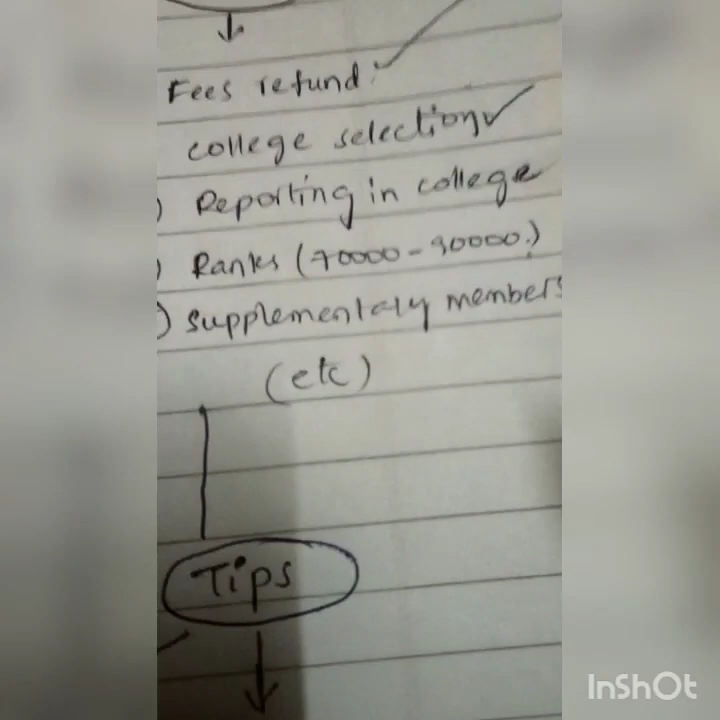 Fees refund:
college selection
) Reporting in college
) Ranks (70000-90000.)
) supplementary members
(etc)
Tips
InShOt